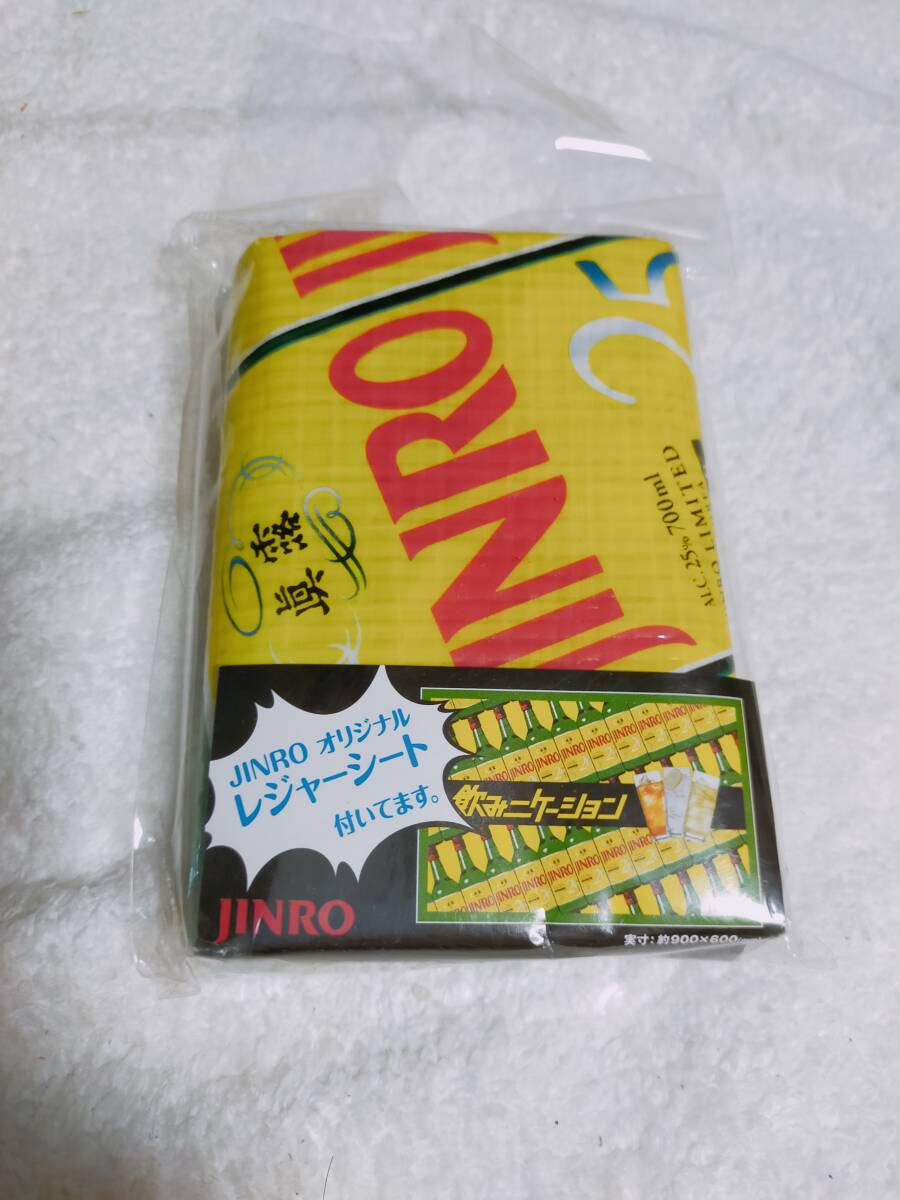 JINRO
25
眞露
ALC.25% 700ml
LIMITED
JINRO オリジナル
レジャーシート
付いてます。
飲みニケーション
JINRO
実寸:約900×600